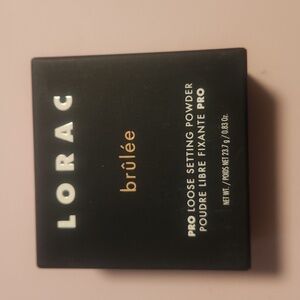 LORAC
brûlée
PRO LOOSE SETTING POWDER
POUDRE LIBRE FIXANTE PRO
NET WT. / POIDS NET 23.7 g / 0.83 Oz.